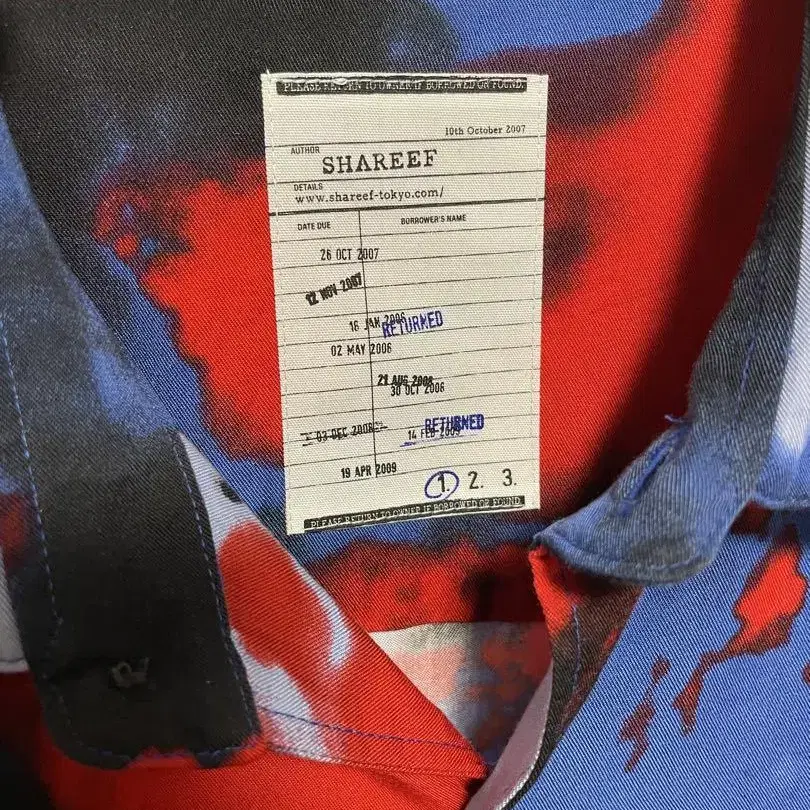 PLEASE RETURN TO OWNER IF BORROWED OR FOUND.
10th October 2007
AUTHOR
SHAREEF
DETAILS
www.shareef-tokyo.com/
DATE DUE BORROWER'S NAME
26 OCT 2007
12 NOV 2007
16 JAN 2006
RETURNED
02 MAY 2006
21 AUG 2006
30 OCT 2006
RETURNED
03 DEC 2008
14 FEB 2009
19 APR 2009
1. 2. 3.
PLEASE RETURN TO OWNER IF BORROWED OR FOUND.